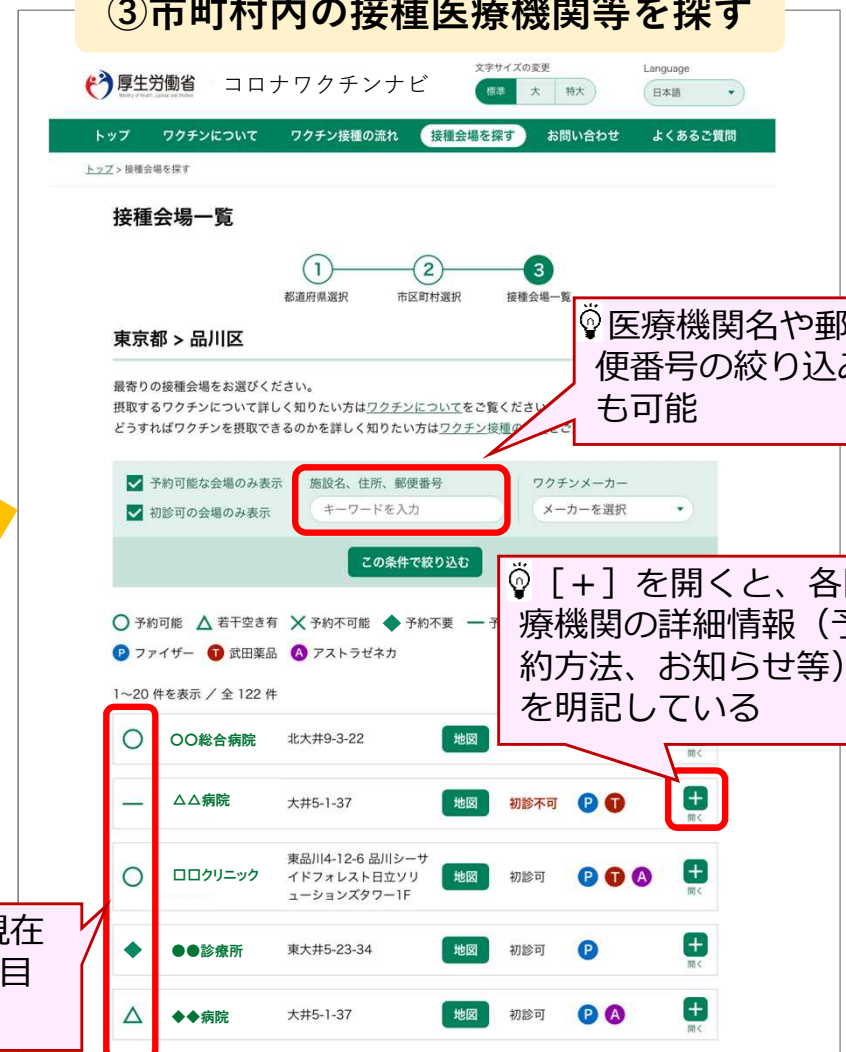 ③市町村内の接種医療機関等を探す
文字サイズの変更
Language
厚生労働省
コロナワクチンナビ
標準 大 特大
日本語
トップ ワクチンについて ワクチン接種の流れ 接種会場を探す お問い合わせ よくあるご質問
トップ > 接種会場を探す
接種会場一覧
1 2 3
都道府県選択 市区町村選択 接種会場一覧
東京都 > 品川区
医療機関名や郵
便番号の絞り込み
も可能
最寄りの接種会場をお選びください。
摂取するワクチンについて詳しく知りたい方はワクチンについてをご覧ください
どうすればワクチンを摂取できるのかを詳しく知りたい方はワクチン接種の
予約可能な会場のみ表示
初診可の会場のみ表示
施設名、住所、郵便番号
キーワードを入力
ワクチンメーカー
メーカーを選択
この条件で絞り込む
[+]を開くと、各
療機関の詳細情報(予
約方法、お知らせ等)
を明記している
予約可能 若干空き有 予約不可能 予約不要
P ファイザー T 武田薬品 A アストラゼネカ
1~20 件を表示 / 全 122 件
〇〇総合病院 北大井9-3-22 地図 開く
△△病院 大井5-1-37 地図 初診不可 P T 開く
東品川4-12-6 品川シーサ
イドフォレスト日立ソリ
ューションズタワー1F
□□クリニック 地図 初診可 P T A 開く
現在
目
●●診療所 東大井5-23-34 地図 初診可 P 開く
◆◆病院 大井5-1-37 地図 初診可 P A 開く